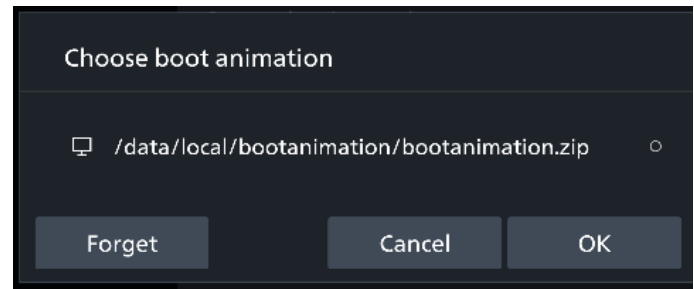 Choose boot animation
/data/local/bootanimation/bootanimation.zip
Forget
Cancel
OK